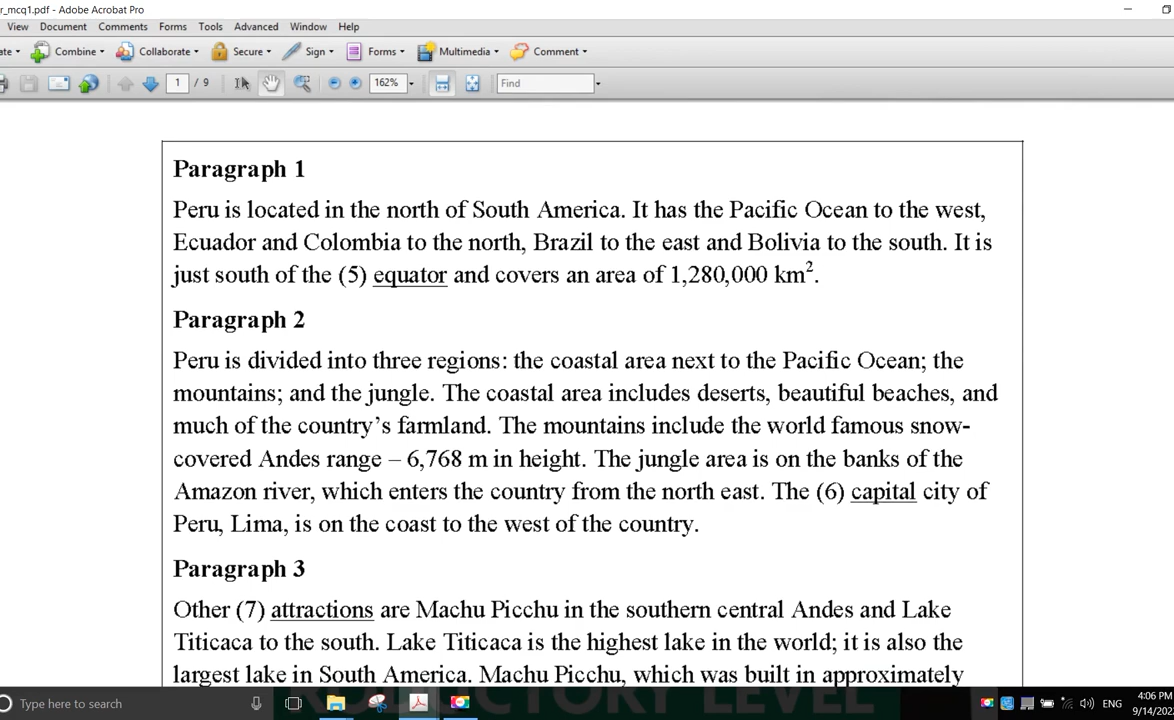 r_mcq1.pdf - Adobe Acrobat Pro
View Document Comments Forms Tools Advanced Window Help
ate Combine Collaborate Secure Sign Forms Multimedia Comment
1 / 9 162% Find
Paragraph 1
Peru is located in the north of South America. It has the Pacific Ocean to the west,
Ecuador and Colombia to the north, Brazil to the east and Bolivia to the south. It is
just south of the (5) equator and covers an area of 1,280,000 km².
Paragraph 2
Peru is divided into three regions: the coastal area next to the Pacific Ocean; the
mountains; and the jungle. The coastal area includes deserts, beautiful beaches, and
much of the country’s farmland. The mountains include the world famous snow-
covered Andes range – 6,768 m in height. The jungle area is on the banks of the
Amazon river, which enters the country from the north east. The (6) capital city of
Peru, Lima, is on the coast to the west of the country.
Paragraph 3
Other (7) attractions are Machu Picchu in the southern central Andes and Lake
Titicaca to the south. Lake Titicaca is the highest lake in the world; it is also the
largest lake in South America. Machu Picchu, which was built in approximately
Type here to search
RODUCTORY LEVEL
ENG
4:06 PM
9/14/202